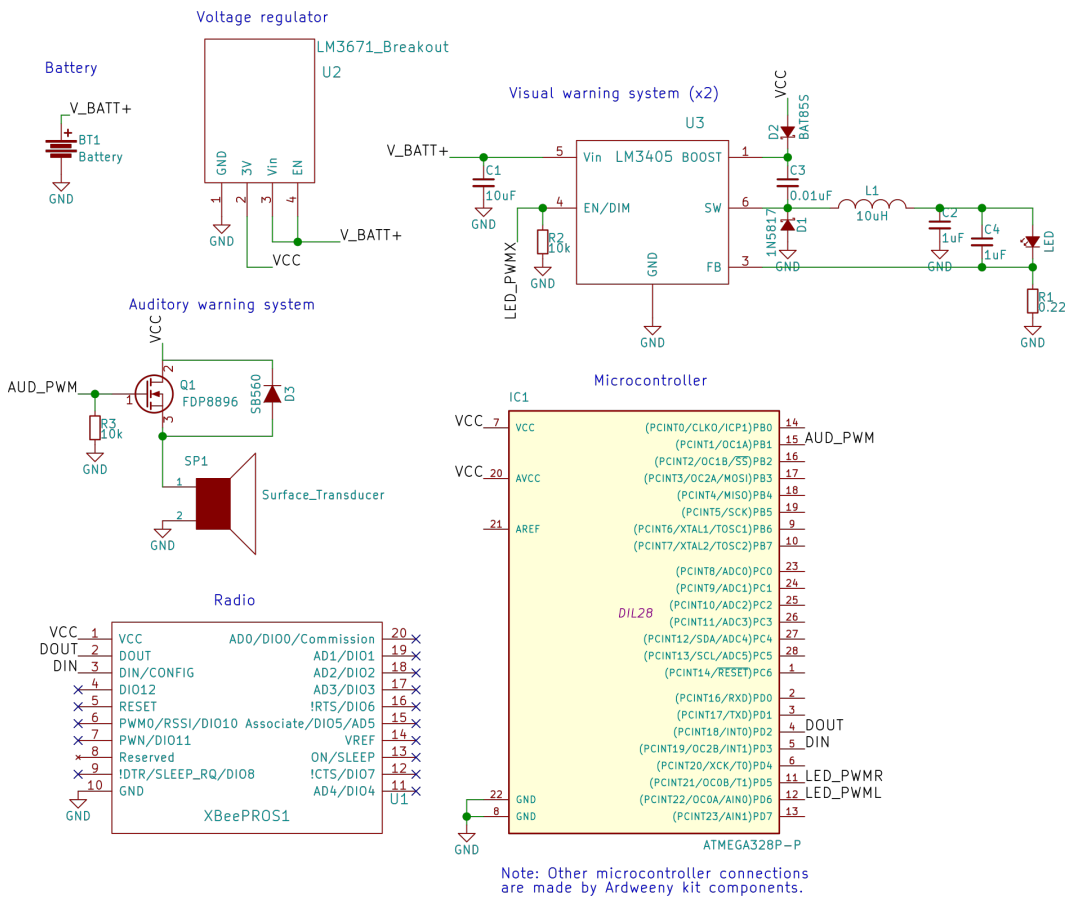 Voltage regulator
LM3671_Breakout
U2
GND
3V
Vin
EN
1
2
3
4
GND
VCC
V_BATT+
Battery
V_BATT+
+
BT1
Battery
GND
Visual warning system (x2)
U3
LM3405
V_BATT+
5
Vin
BOOST
1
C1
10uF
GND
4
EN/DIM
SW
6
R2
10k
GND
LED_PWMX
GND
GND
FB
3
VCC
D2
BAT85S
C3
0.01uF
1N5817
D1
GND
L1
10uH
C2
1uF
GND
C4
1uF
LED
R1
0.22
GND
Auditory warning system
VCC
2
Q1
FDP8896
1
3
AUD_PWM
R3
10k
GND
SB560
D3
SP1
1
2
Surface_Transducer
GND
Microcontroller
IC1
VCC
7
VCC
VCC
20
AVCC
21
AREF
22
GND
8
GND
GND
DIL28
(PCINT0/CLKO/ICP1)PB0
14
(PCINT1/OC1A)PB1
15
AUD_PWM
(PCINT2/OC1B/SS)PB2
16
(PCINT3/OC2A/MOSI)PB3
17
(PCINT4/MISO)PB4
18
(PCINT5/SCK)PB5
19
(PCINT6/XTAL1/TOSC1)PB6
9
(PCINT7/XTAL2/TOSC2)PB7
10
(PCINT8/ADC0)PC0
23
(PCINT9/ADC1)PC1
24
(PCINT10/ADC2)PC2
25
(PCINT11/ADC3)PC3
26
(PCINT12/SDA/ADC4)PC4
27
(PCINT13/SCL/ADC5)PC5
28
(PCINT14/RESET)PC6
1
(PCINT16/RXD)PD0
2
(PCINT17/TXD)PD1
3
(PCINT18/INT0)PD2
4
DOUT
(PCINT19/OC2B/INT1)PD3
5
DIN
(PCINT20/XCK/T0)PD4
6
(PCINT21/OC0B/T1)PD5
11
LED_PWMR
(PCINT22/OC0A/AIN0)PD6
12
LED_PWML
(PCINT23/AIN1)PD7
13
ATMEGA328P-P
Note: Other microcontroller connections
are made by Ardweeny kit components.
Radio
VCC
1
VCC
AD0/DIO0/Commission
20
DOUT
2
DOUT
AD1/DIO1
19
DIN
3
DIN/CONFIG
AD2/DIO2
18
4
DIO12
AD3/DIO3
17
5
RESET
!RTS/DIO6
16
6
PWM0/RSSI/DIO10
Associate/DIO5/AD5
15
7
PWN/DIO11
VREF
14
8
Reserved
ON/SLEEP
13
9
!DTR/SLEEP_RQ/DIO8
!CTS/DIO7
12
10
GND
AD4/DIO4
11
U1
GND
XBeePROS1